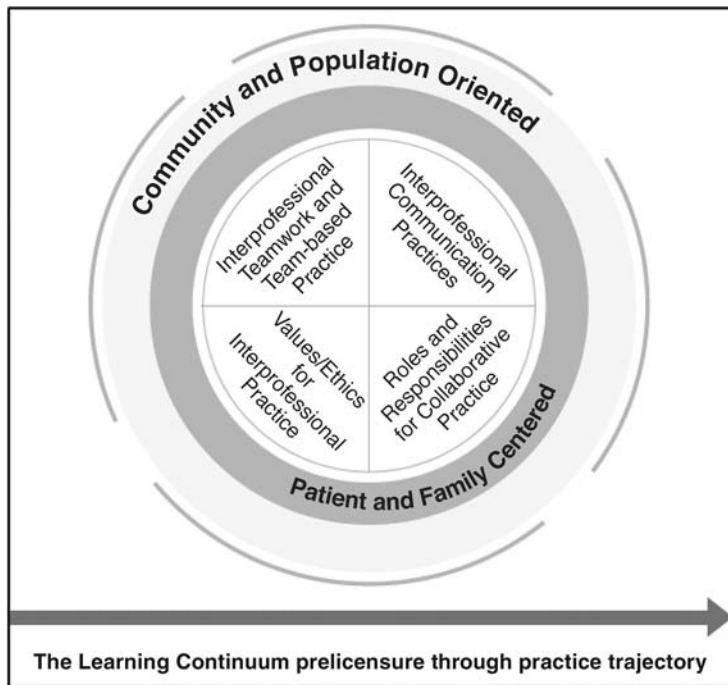 Community and Population Oriented
Interprofessional
Teamwork and
Team-based
Practice
Interprofessional
Communication
Practices
Values/Ethics
for
Interprofessional
Practice
Roles and
Responsibilities
for Collaborative
Practice
Patient and Family Centered
The Learning Continuum prelicensure through practice trajectory